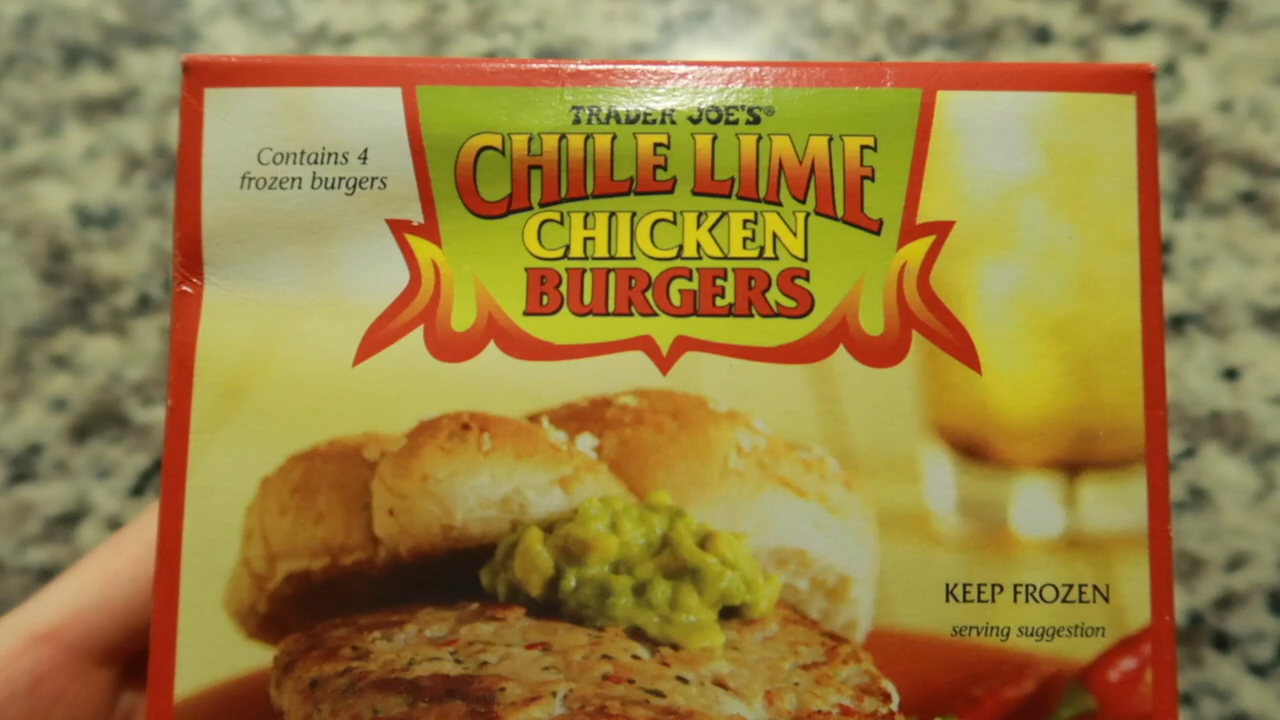 Contains 4
frozen burgers
TRADER JOE'S®
CHILE LIME
CHICKEN
BURGERS
KEEP FROZEN
serving suggestion